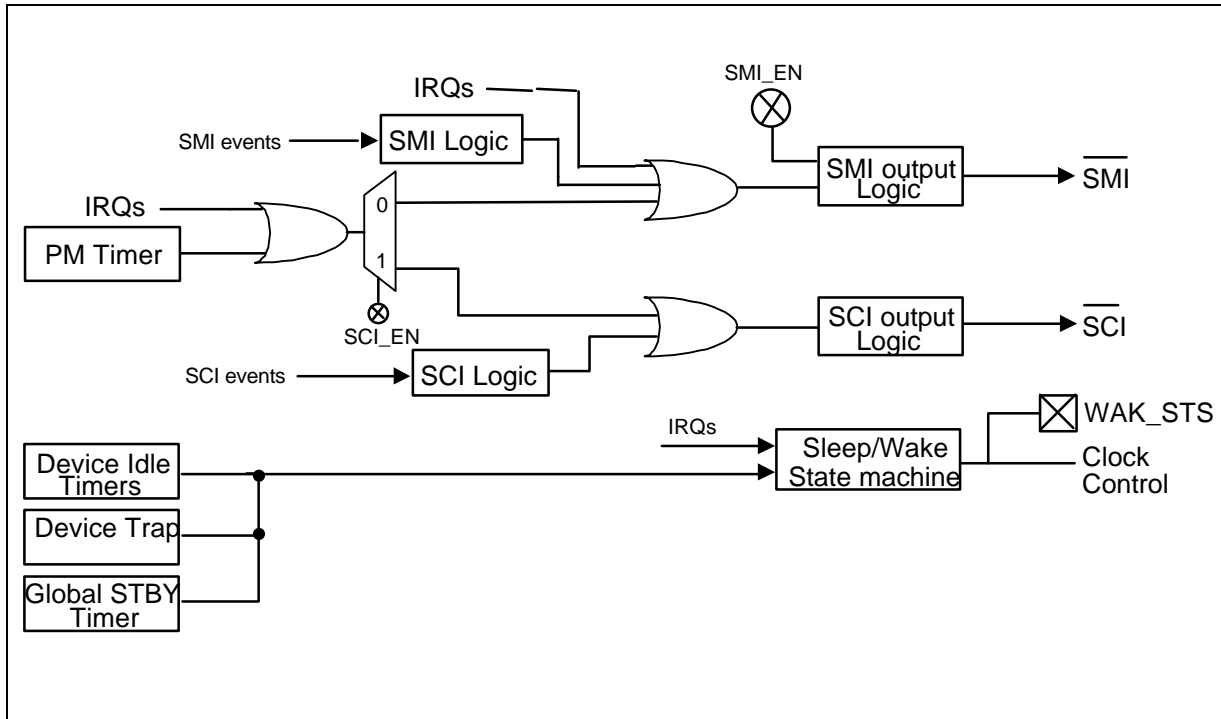 SMI_EN
IRQs
SMI events
SMI Logic
SMI output
Logic
SMI
IRQs
PM Timer
0
1
SCI_EN
SCI output
Logic
SCI
SCI events
SCI Logic
IRQs
Sleep/Wake
State machine
WAK_STS
Clock
Control
Device Idle
Timers
Device Trap
Global STBY
Timer